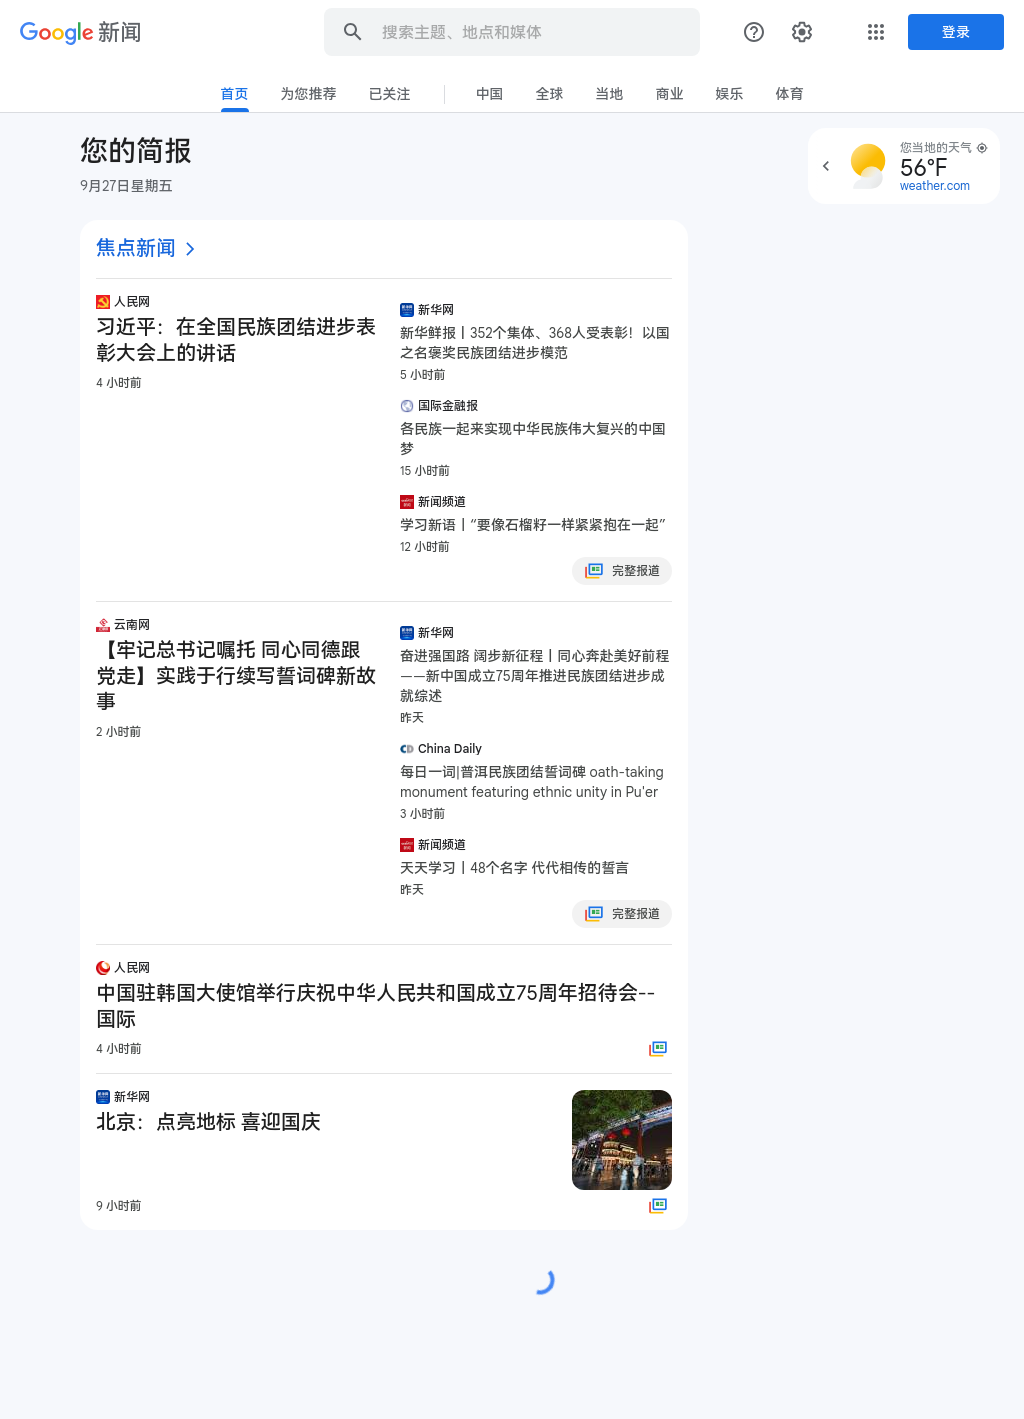 Google 新闻
搜索主题、地点和媒体
登录
首页
为您推荐
已关注
中国
全球
当地
商业
娱乐
体育
您的简报
9月27日星期五
您当地的天气
56°F
weather.com
焦点新闻
人民网
习近平：在全国民族团结进步表
彰大会上的讲话
4 小时前
新华网
新华鲜报丨352个集体、368人受表彰！以国
之名褒奖民族团结进步模范
5 小时前
国际金融报
各民族一起来实现中华民族伟大复兴的中国
梦
15 小时前
新闻频道
学习新语丨“要像石榴籽一样紧紧抱在一起”
12 小时前
完整报道
云南网
【牢记总书记嘱托 同心同德跟
党走】实践于行续写誓词碑新故
事
2 小时前
新华网
奋进强国路 阔步新征程丨同心奔赴美好前程
——新中国成立75周年推进民族团结进步成
就综述
昨天
China Daily
每日一词|普洱民族团结誓词碑 oath-taking
monument featuring ethnic unity in Pu'er
3 小时前
新闻频道
天天学习丨48个名字 代代相传的誓言
昨天
完整报道
人民网
中国驻韩国大使馆举行庆祝中华人民共和国成立75周年招待会--
国际
4 小时前
新华网
北京：点亮地标 喜迎国庆
9 小时前